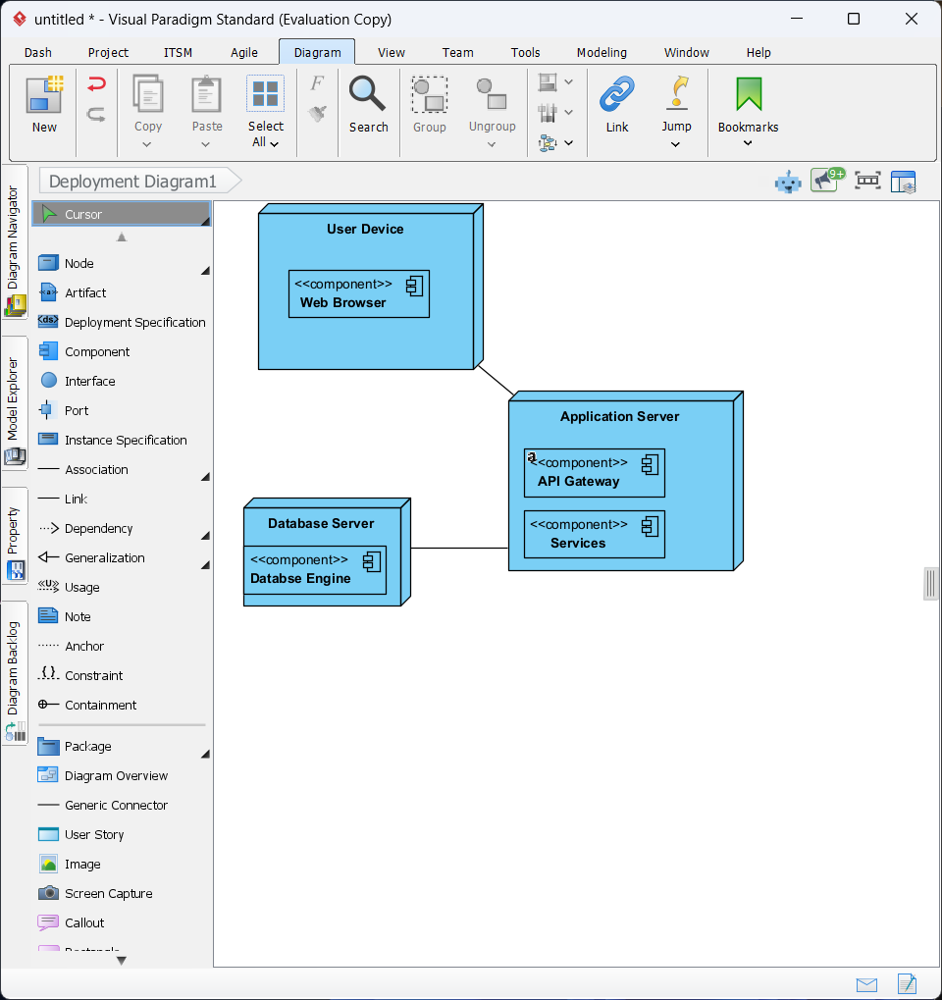 untitled * - Visual Paradigm Standard (Evaluation Copy)
Dash Project ITSM Agile Diagram View Team Tools Modeling Window Help
New Copy Paste Select All Search Group Ungroup Link Jump Bookmarks
F
Diagram Navigator
Model Explorer
Property
Diagram Backlog
Deployment Diagram1
9+
Cursor
Node
<a>
Artifact
<ds>
Deployment Specification
Component
Interface
Port
Instance Specification
Association
Link
Dependency
Generalization
<<U>>
Usage
Note
Anchor
{ }
Constraint
Containment
Package
Diagram Overview
Generic Connector
User Story
Image
Screen Capture
Callout
Rectangle
User Device
<<component>>
Web Browser
Application Server
a
<<component>>
API Gateway
<<component>>
Services
Database Server
<<component>>
Databse Engine